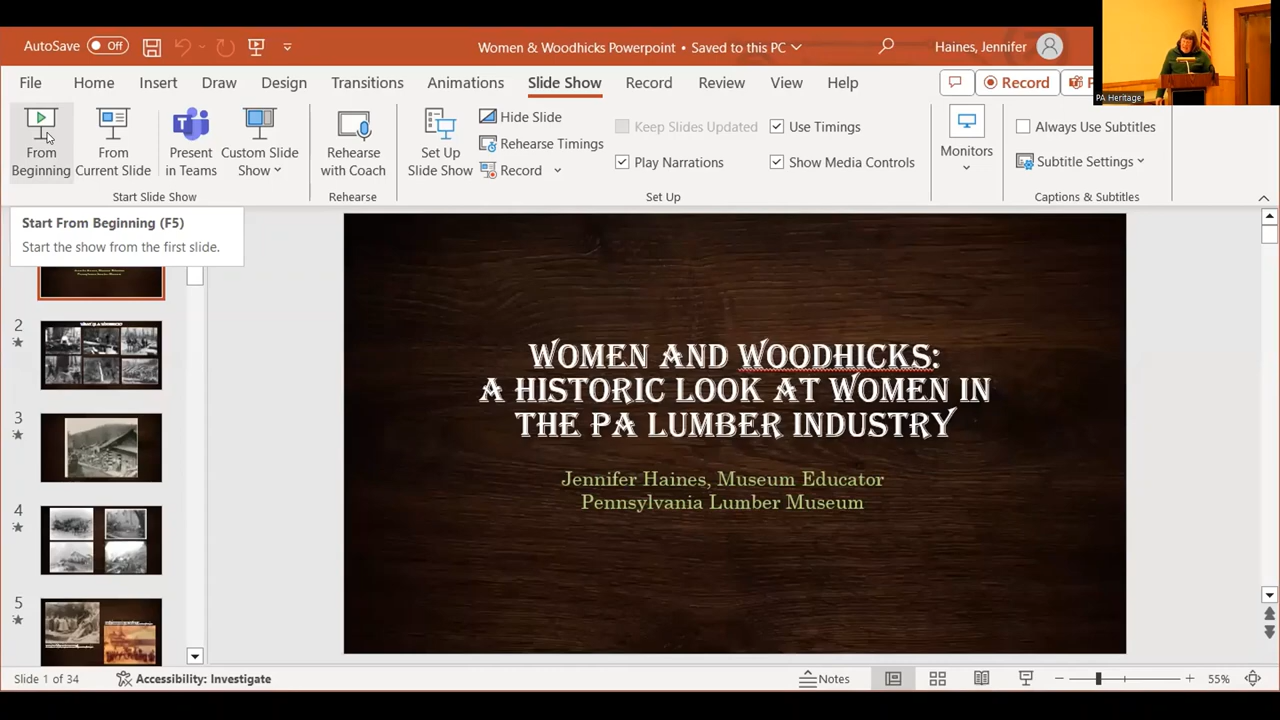 AutoSave Off
Women & Woodhicks Powerpoint • Saved to this PC
Haines, Jennifer
PA Heritage
File Home Insert Draw Design Transitions Animations Slide Show Record Review View Help
Record
From Beginning
From Current Slide
Present in Teams
Custom Slide Show
Rehearse with Coach
Set Up Slide Show
Hide Slide
Rehearse Timings
Record
Keep Slides Updated
Play Narrations
Use Timings
Show Media Controls
Monitors
Always Use Subtitles
Subtitle Settings
Start Slide Show
Rehearse
Set Up
Captions & Subtitles
Start From Beginning (F5)
Start the show from the first slide.
2
3
4
5
WOMEN AND WOODHICKS:
A HISTORIC LOOK AT WOMEN IN
THE PA LUMBER INDUSTRY
Jennifer Haines, Museum Educator
Pennsylvania Lumber Museum
Slide 1 of 34
Accessibility: Investigate
Notes
55%